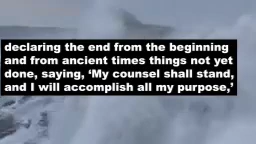 declaring the end from the beginning
and from ancient times things not yet
done, saying, ‘My counsel shall stand,
and I will accomplish all my purpose,’